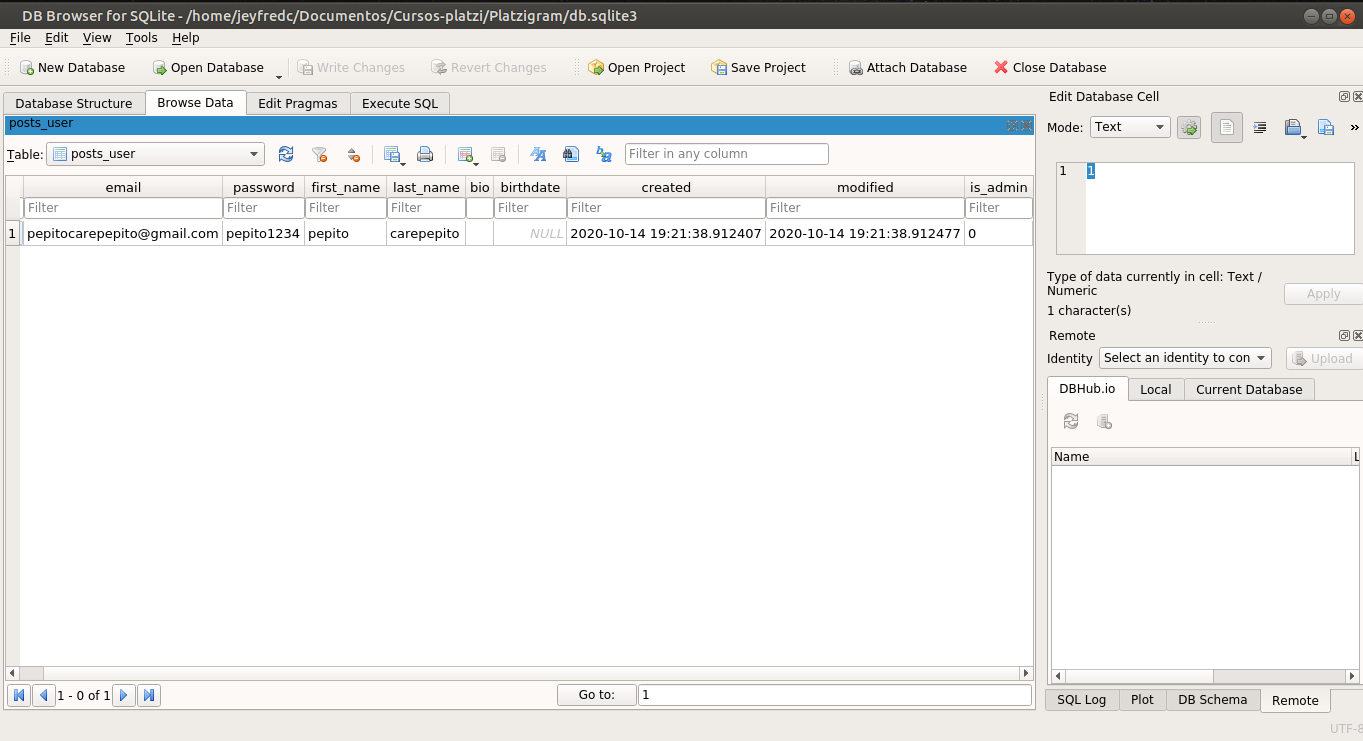 DB Browser for SQLite - /home/jeyfredc/Documentos/Cursos-platzi/Platzigram/db.sqlite3
File Edit View Tools Help
New Database Open Database Write Changes Revert Changes Open Project Save Project Attach Database Close Database
Database Structure Browse Data Edit Pragmas Execute SQL
posts_user
Table: posts_user Filter in any column
email password first_name last_name bio birthdate created modified is_admin
Filter Filter Filter Filter Filter Filter Filter Filter
1 pepitocarepepito@gmail.com pepito1234 pepito carepepito NULL 2020-10-14 19:21:38.912407 2020-10-14 19:21:38.912477 0
1 - 0 of 1 Go to: 1
Edit Database Cell
Mode: Text »
1 1
Type of data currently in cell: Text /
Numeric
Apply
1 character(s)
Remote
Identity Select an identity to con Upload
DBHub.io Local Current Database
Name L
SQL Log Plot DB Schema Remote
UTF-8